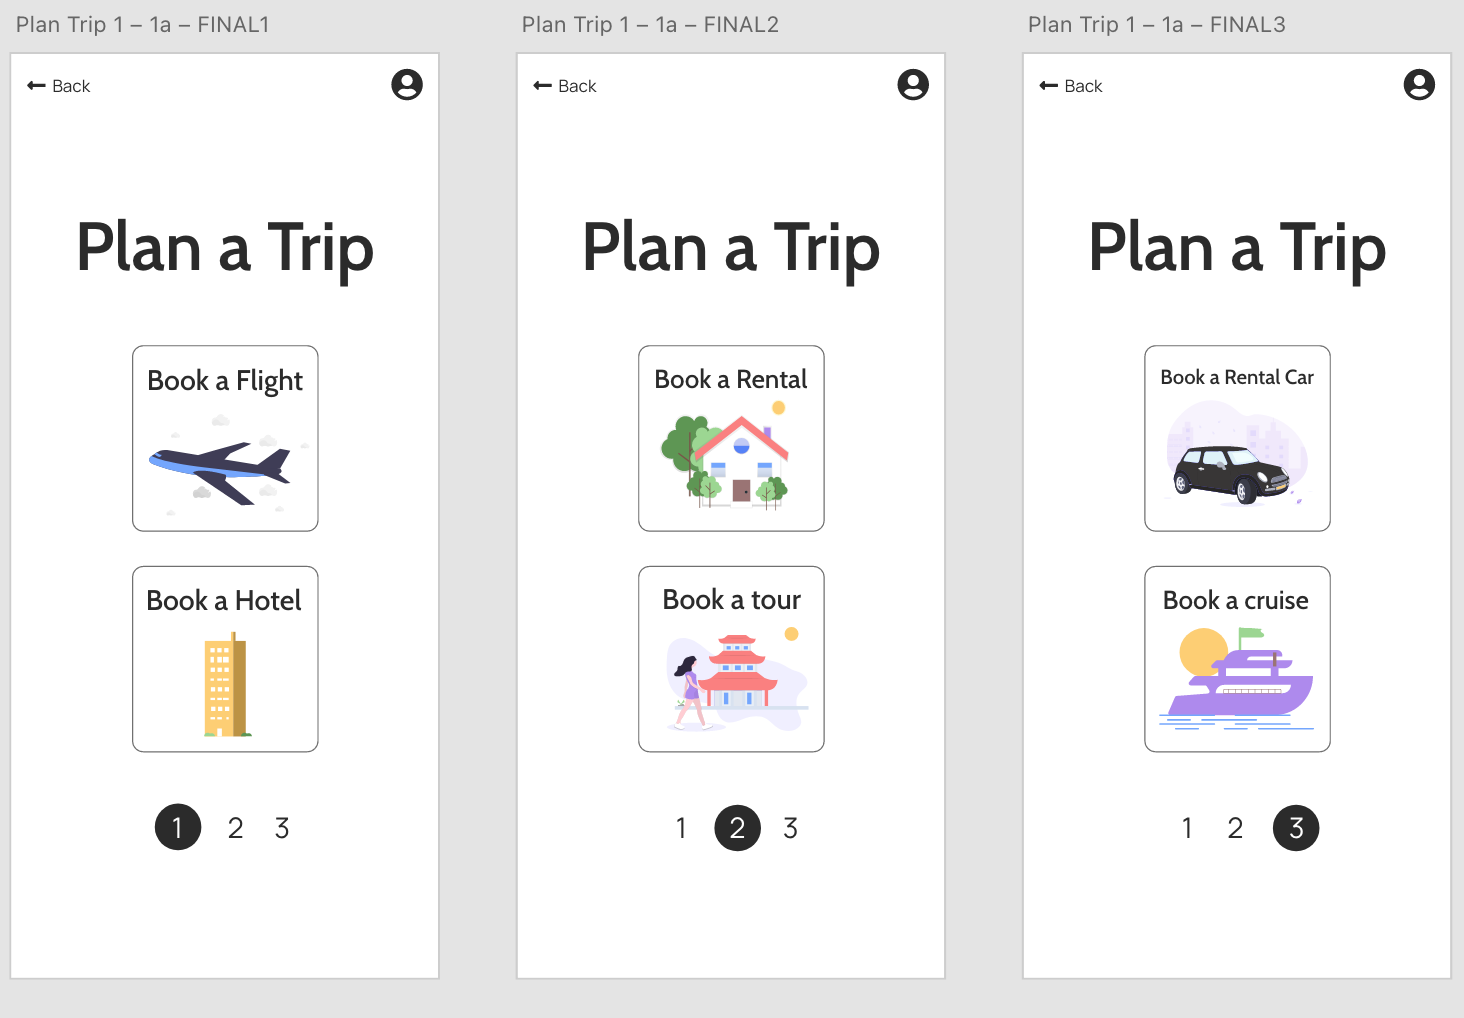 Plan Trip 1 – 1a – FINAL1
Back
Plan a Trip
Book a Flight
Book a Hotel
1 2 3
Plan Trip 1 – 1a – FINAL2
Back
Plan a Trip
Book a Rental
Book a tour
1 2 3
Plan Trip 1 – 1a – FINAL3
Back
Plan a Trip
Book a Rental Car
Book a cruise
1 2 3